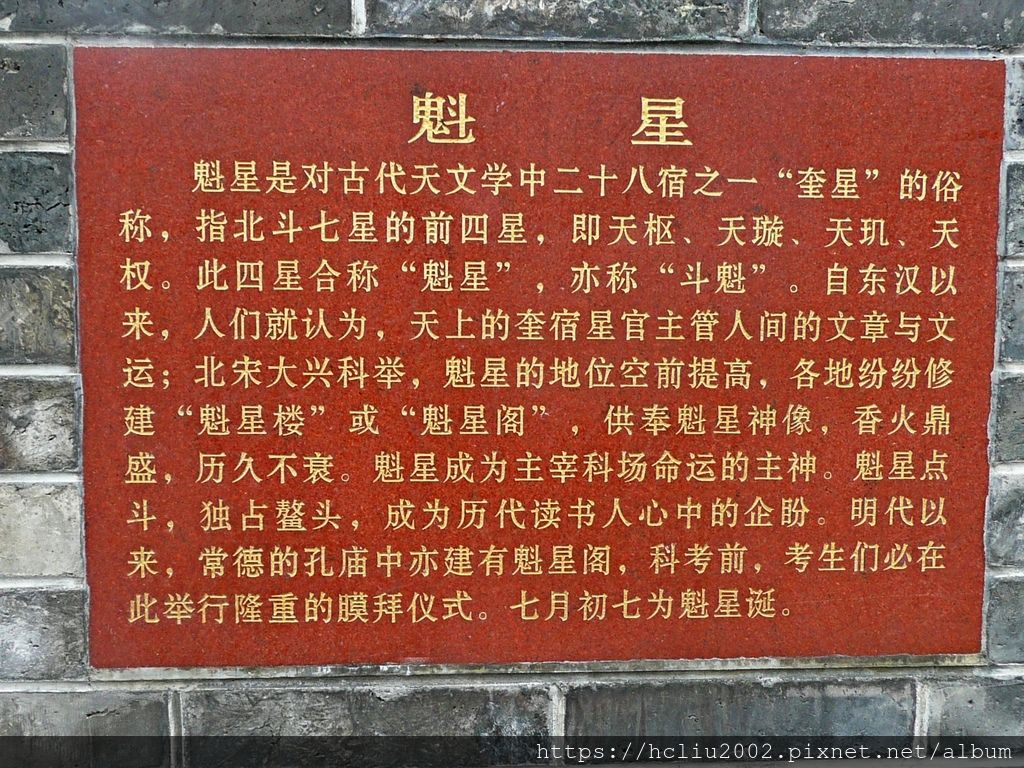 魁星
魁星是对古代天文学中二十八宿之一“奎星”的俗
称，指北斗七星的前四星，即天枢、天璇、天玑、天
权。此四星合称“魁星”，亦称“斗魁”。自东汉以
来，人们就认为，天上的奎宿星官主管人间的文章与文
运；北宋大兴科举，魁星的地位空前提高，各地纷纷修
建“魁星楼”或“魁星阁”，供奉魁星神像，香火鼎
盛，历久不衰。魁星成为主宰科场命运的主神。魁星点
斗，独占鳌头，成为历代读书人心中的企盼。明代以
来，常德的孔庙中亦建有魁星阁，科考前，考生们必在
此举行隆重的膜拜仪式。七月初七为魁星诞。
https://hcliu2002.pixnet.net/album